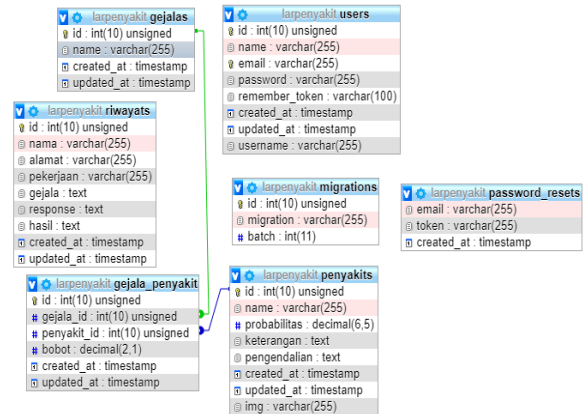 larpenyakit gejalas
id : int(10) unsigned
name : varchar(255)
created_at : timestamp
updated_at : timestamp
larpenyakit users
id : int(10) unsigned
name : varchar(255)
email : varchar(255)
password : varchar(255)
remember_token : varchar(100)
created_at : timestamp
updated_at : timestamp
username : varchar(255)
larpenyakit riwayats
id : int(10) unsigned
nama : varchar(255)
alamat : varchar(255)
pekerjaan : varchar(255)
gejala : text
response : text
hasil : text
created_at : timestamp
updated_at : timestamp
larpenyakit migrations
id : int(10) unsigned
migration : varchar(255)
batch : int(11)
larpenyakit password_resets
email : varchar(255)
token : varchar(255)
created_at : timestamp
larpenyakit gejala_penyakit
id : int(10) unsigned
gejala_id : int(10) unsigned
penyakit_id : int(10) unsigned
bobot : decimal(2,1)
created_at : timestamp
updated_at : timestamp
larpenyakit penyakits
id : int(10) unsigned
name : varchar(255)
probabilitas : decimal(6,5)
keterangan : text
pengendalian : text
created_at : timestamp
updated_at : timestamp
img : varchar(255)